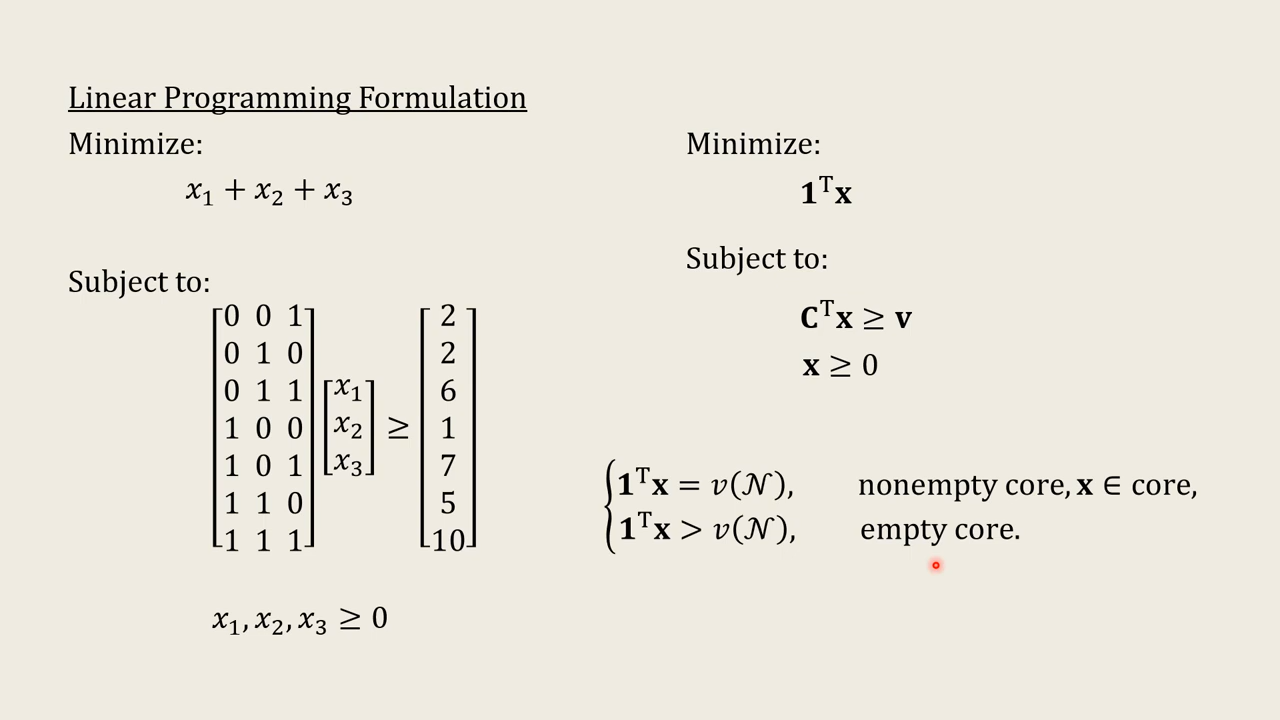 Linear Programming Formulation
Minimize:
x₁ + x₂ + x₃
Subject to:
[0 0 1] [2]
[0 1 0] [2]
[0 1 1] [x₁] [6]
[1 0 0] [x₂] ≥ [1]
[1 0 1] [x₃] [7]
[1 1 0] [5]
[1 1 1] [10]
x₁, x₂, x₃ ≥ 0
Minimize:
𝟏ᵀ𝐱
Subject to:
𝐂ᵀ𝐱 ≥ 𝐯
𝐱 ≥ 0
{𝟏ᵀ𝐱 = v(𝒩), nonempty core, 𝐱 ∈ core,
𝟏ᵀ𝐱 > v(𝒩), empty core.